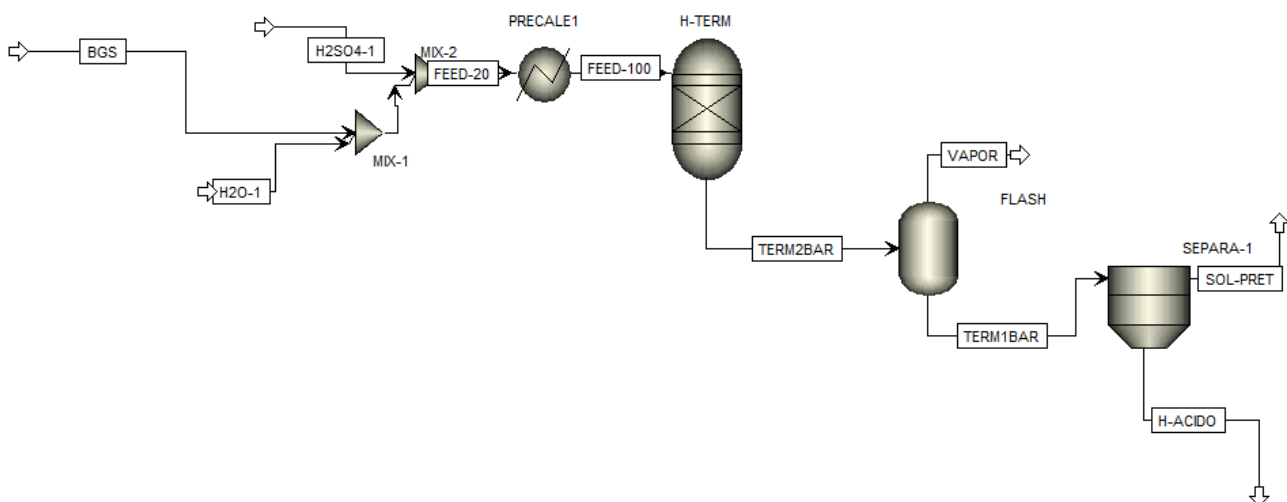 PRECALE1
H-TERM
BGS
H2SO4-1
MIX-2
FEED-20
FEED-100
MIX-1
H2O-1
VAPOR
FLASH
TERM2BAR
SEPARA-1
SOL-PRET
TERM1BAR
H-ACIDO